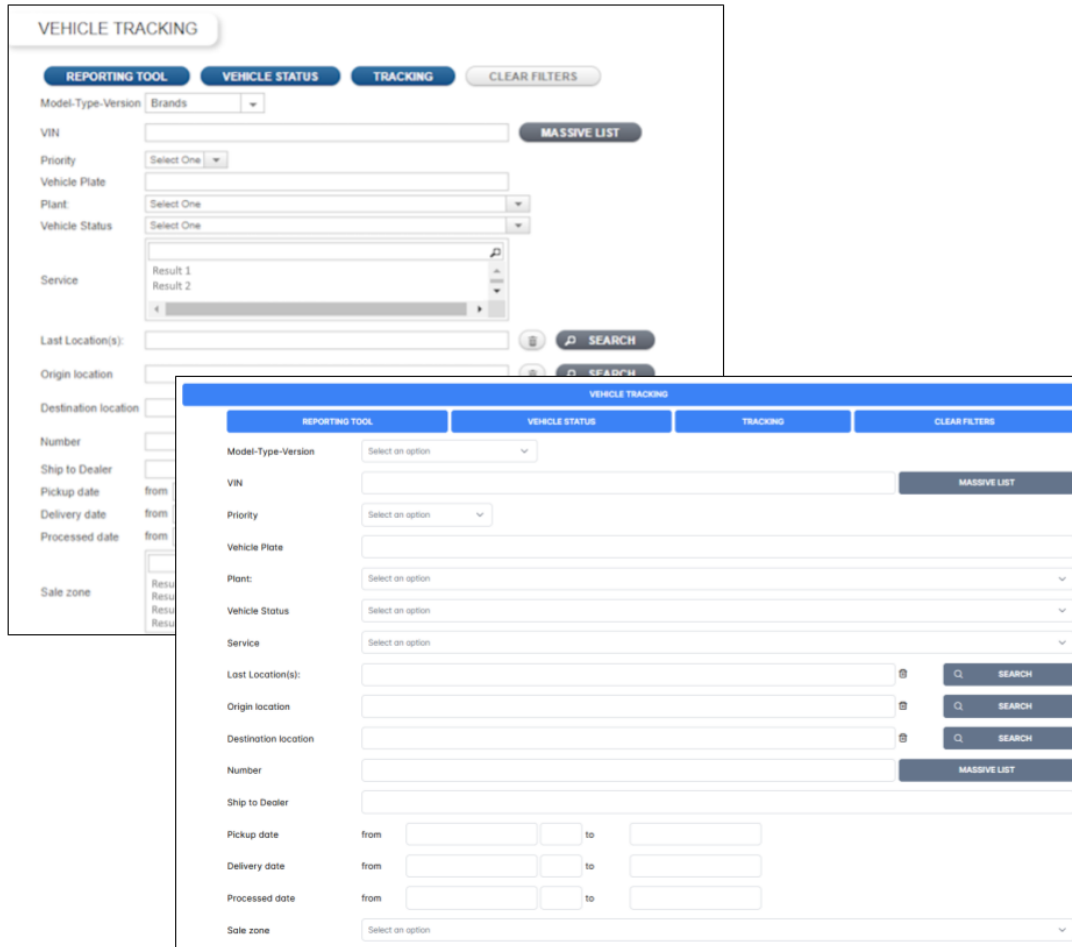 VEHICLE TRACKING
REPORTING TOOL VEHICLE STATUS TRACKING CLEAR FILTERS
Model-Type-Version Brands
VIN MASSIVE LIST
Priority Select One
Vehicle Plate
Plant: Select One
Vehicle Status Select One
Result 1
Service
Result 2
Last Location(s): SEARCH
Origin location SEARCH
Destination location
Number
Ship to Dealer
Pickup date from
Delivery date from
Processed date from
Sale zone
Resu
Resu
Resu
Resu
VEHICLE TRACKING
REPORTING TOOL VEHICLE STATUS TRACKING CLEAR FILTERS
Model-Type-Version Select an option
VIN MASSIVE LIST
Priority Select an option
Vehicle Plate
Plant: Select an option
Vehicle Status Select an option
Service Select an option
Last Location(s): SEARCH
Origin location SEARCH
Destination location SEARCH
Number MASSIVE LIST
Ship to Dealer
Pickup date from to
Delivery date from to
Processed date from to
Sale zone Select an option